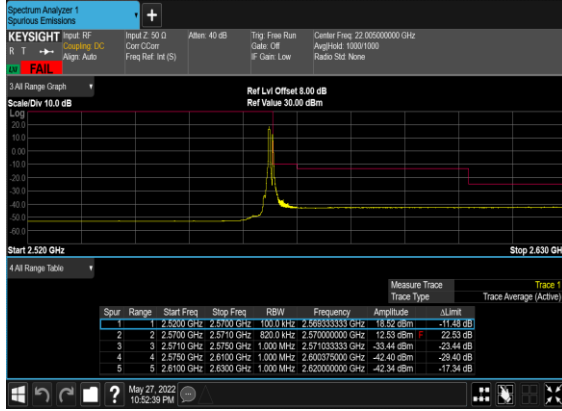 Spectrum Analyzer 1
Spurious Emissions
+
KEYSIGHT Input: RF Input Z: 50 Ω Atten: 40 dB Trig: Free Run Center Freq: 22.005000000 GHz
R T Coupling: DC Corr CCorr Gate: Off Avg|Hold: 1000/1000
Align: Auto Freq Ref: Int (S) IF Gain: Low Radio Std: None
LW FAIL
3 All Range Graph
Ref Lvl Offset 8.00 dB
Scale/Div 10.0 dB Ref Value 30.00 dBm
Log
20.0
10.0
0.00
-10.0
-20.0
-30.0
-40.0
-50.0
-60.0
Start 2.520 GHz Stop 2.630 GH
4 All Range Table
Measure Trace Trace 1
Trace Type Trace Average (Active)
Spur Range Start Freq Stop Freq RBW Frequency Amplitude ΔLimit
1 1 2.5200 GHz 2.5700 GHz 100.0 kHz 2.569333333 GHz 18.52 dBm -11.48 dB
2 2 2.5700 GHz 2.5710 GHz 820.0 kHz 2.570000000 GHz 12.53 dBm F 22.53 dB
3 3 2.5710 GHz 2.5750 GHz 1.000 MHz 2.571033333 GHz -33.44 dBm -23.44 dB
4 4 2.5750 GHz 2.6100 GHz 1.000 MHz 2.600375000 GHz -42.40 dBm -29.40 dB
5 5 2.6100 GHz 2.6300 GHz 1.000 MHz 2.620000000 GHz -42.34 dBm -17.34 dB
? May 27, 2022
10:52:39 PM